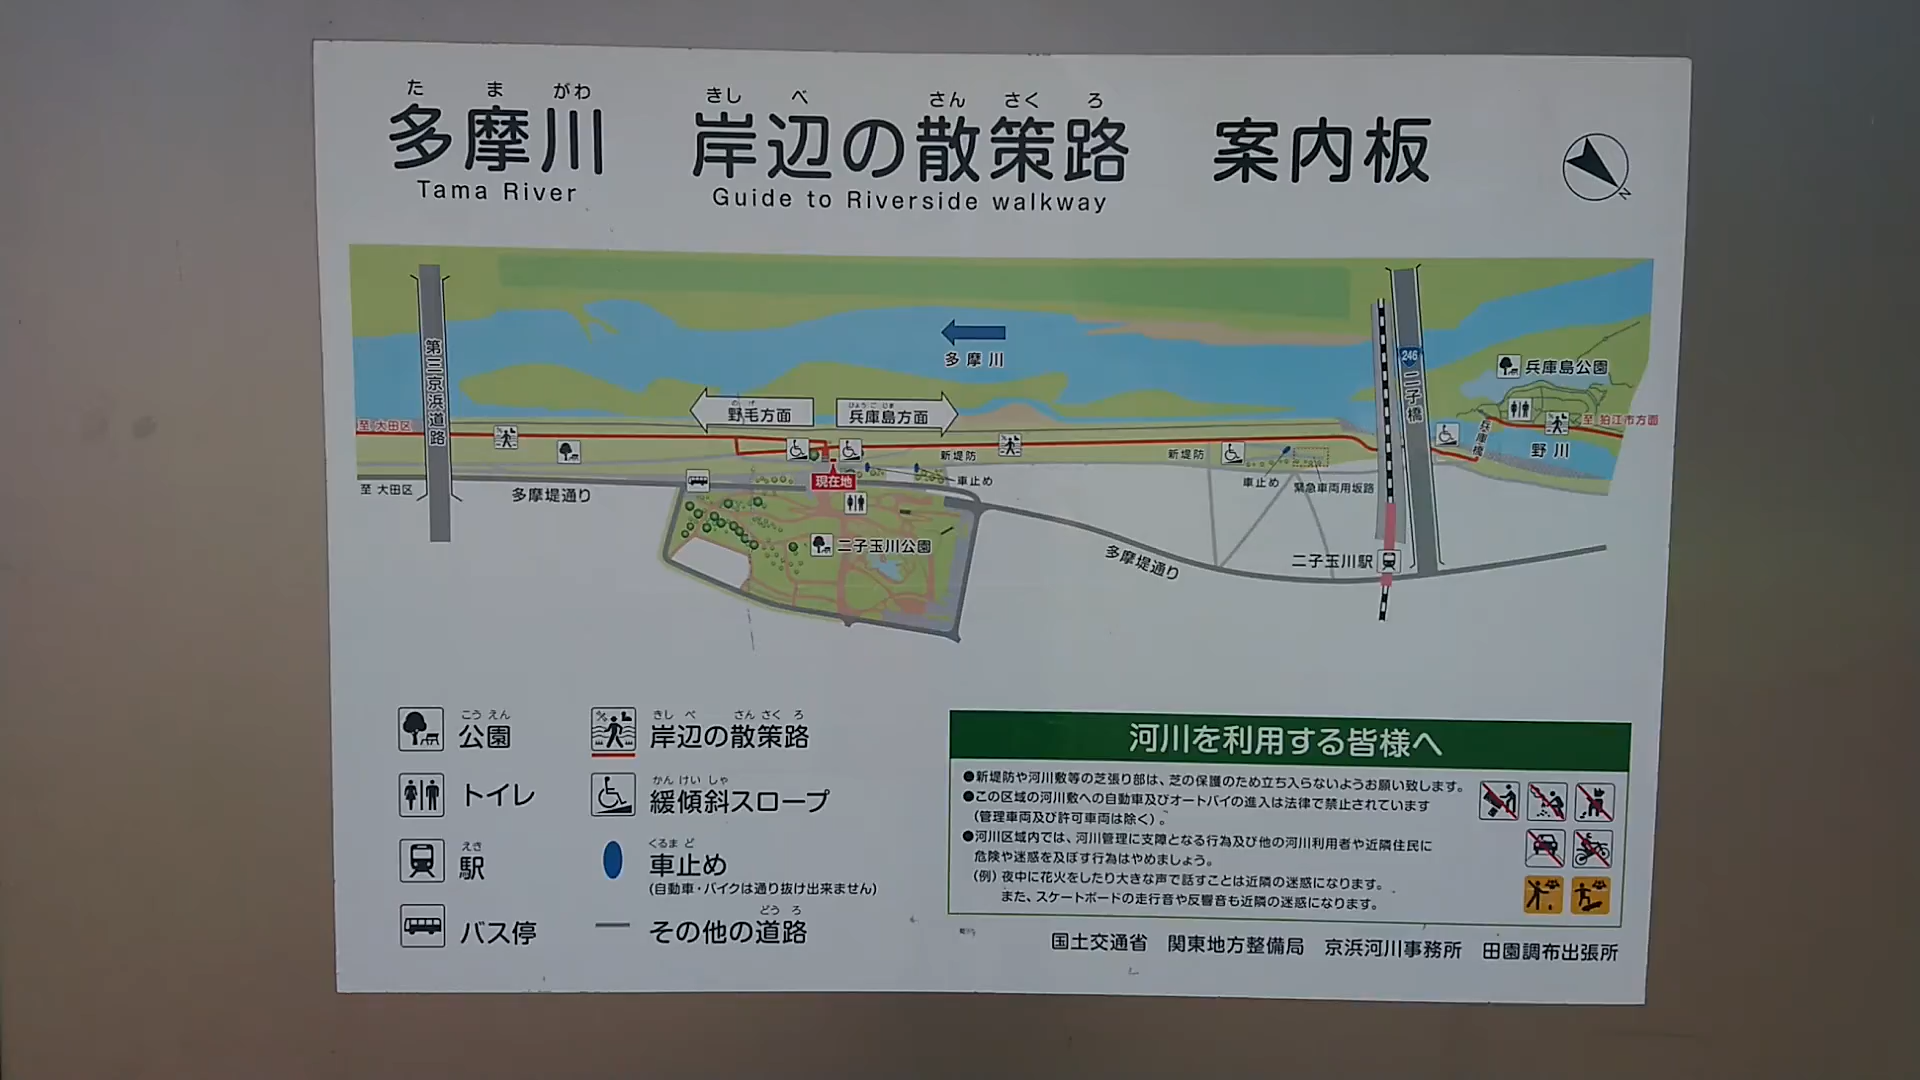 た ま がわ
多摩川
Tama River
きし べ さん さく ろ
岸辺の散策路
Guide to Riverside walkway
案内板
N
第三京浜道路
多摩川
246
二子橋
兵庫島公園
野毛方面
のげ
兵庫島方面
ひょうごじま
至 大田区
至 狛江市方面
兵庫橋
野川
新堤防
新堤防
至 大田区
多摩堤通り
現在地
車止め
車止め
緊急車両用坂路
二子玉川公園
多摩堤通り
二子玉川駅
こう えん
公園
トイレ
えき
駅
バス停
きし べ さん さく ろ
岸辺の散策路
かん けい しゃ
緩傾斜スロープ
くるま ど
車止め
(自動車・バイクは通り抜け出来ません)
どう ろ
その他の道路
河川を利用する皆様へ
●新堤防や河川敷等の芝張り部は、芝の保護のため立ち入らないようお願い致します。
●この区域の河川敷への自動車及びオートバイの進入は法律で禁止されています
(管理車両及び許可車両は除く)。
●河川区域内では、河川管理に支障となる行為及び他の河川利用者や近隣住民に
危険や迷惑を及ぼす行為はやめましょう。
(例) 夜中に花火をしたり大きな声で話すことは近隣の迷惑になります。
また、スケートボードの走行音や反響音も近隣の迷惑になります。
国土交通省 関東地方整備局 京浜河川事務所 田園調布出張所